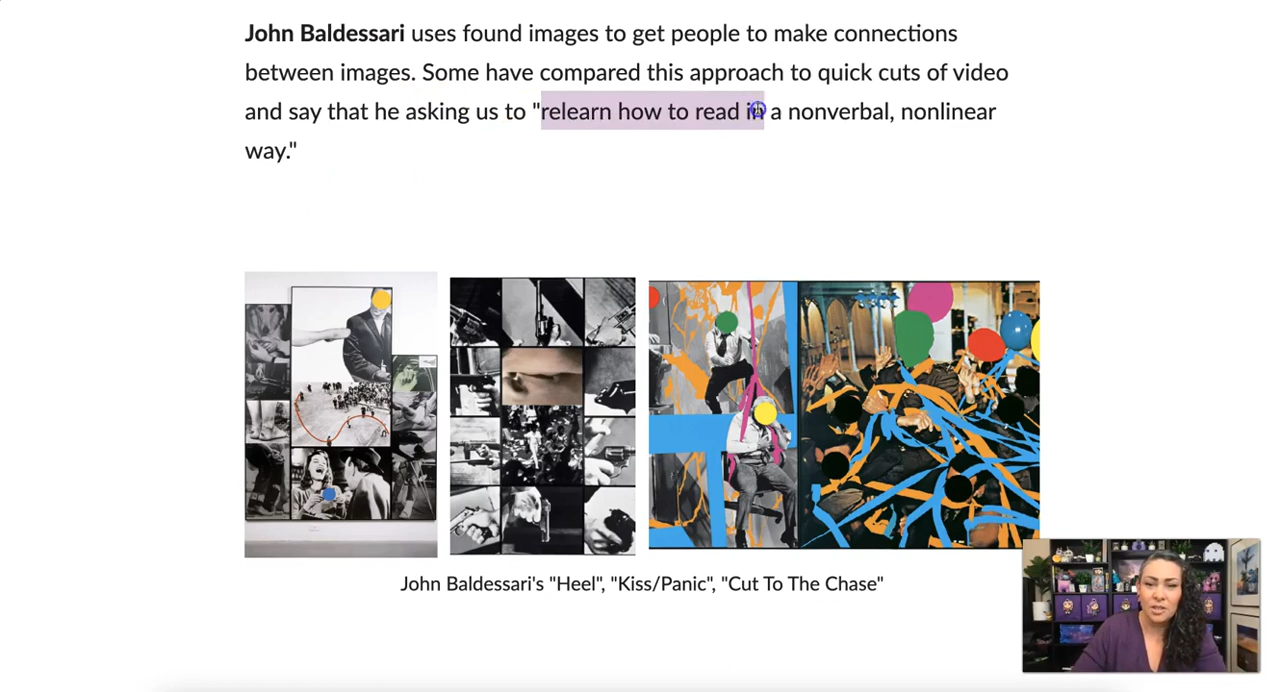 John Baldessari uses found images to get people to make connections
between images. Some have compared this approach to quick cuts of video
and say that he asking us to "relearn how to read in a nonverbal, nonlinear
way."
John Baldessari's "Heel", "Kiss/Panic", "Cut To The Chase"